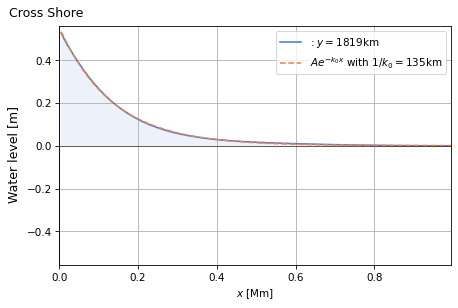 Cross Shore
: y = 1819km
Ae^{-k_0x} with 1/k_0 = 135km
Water level [m]
0.4
0.2
0.0
−0.2
−0.4
0.0 0.2 0.4 0.6 0.8
x [Mm]